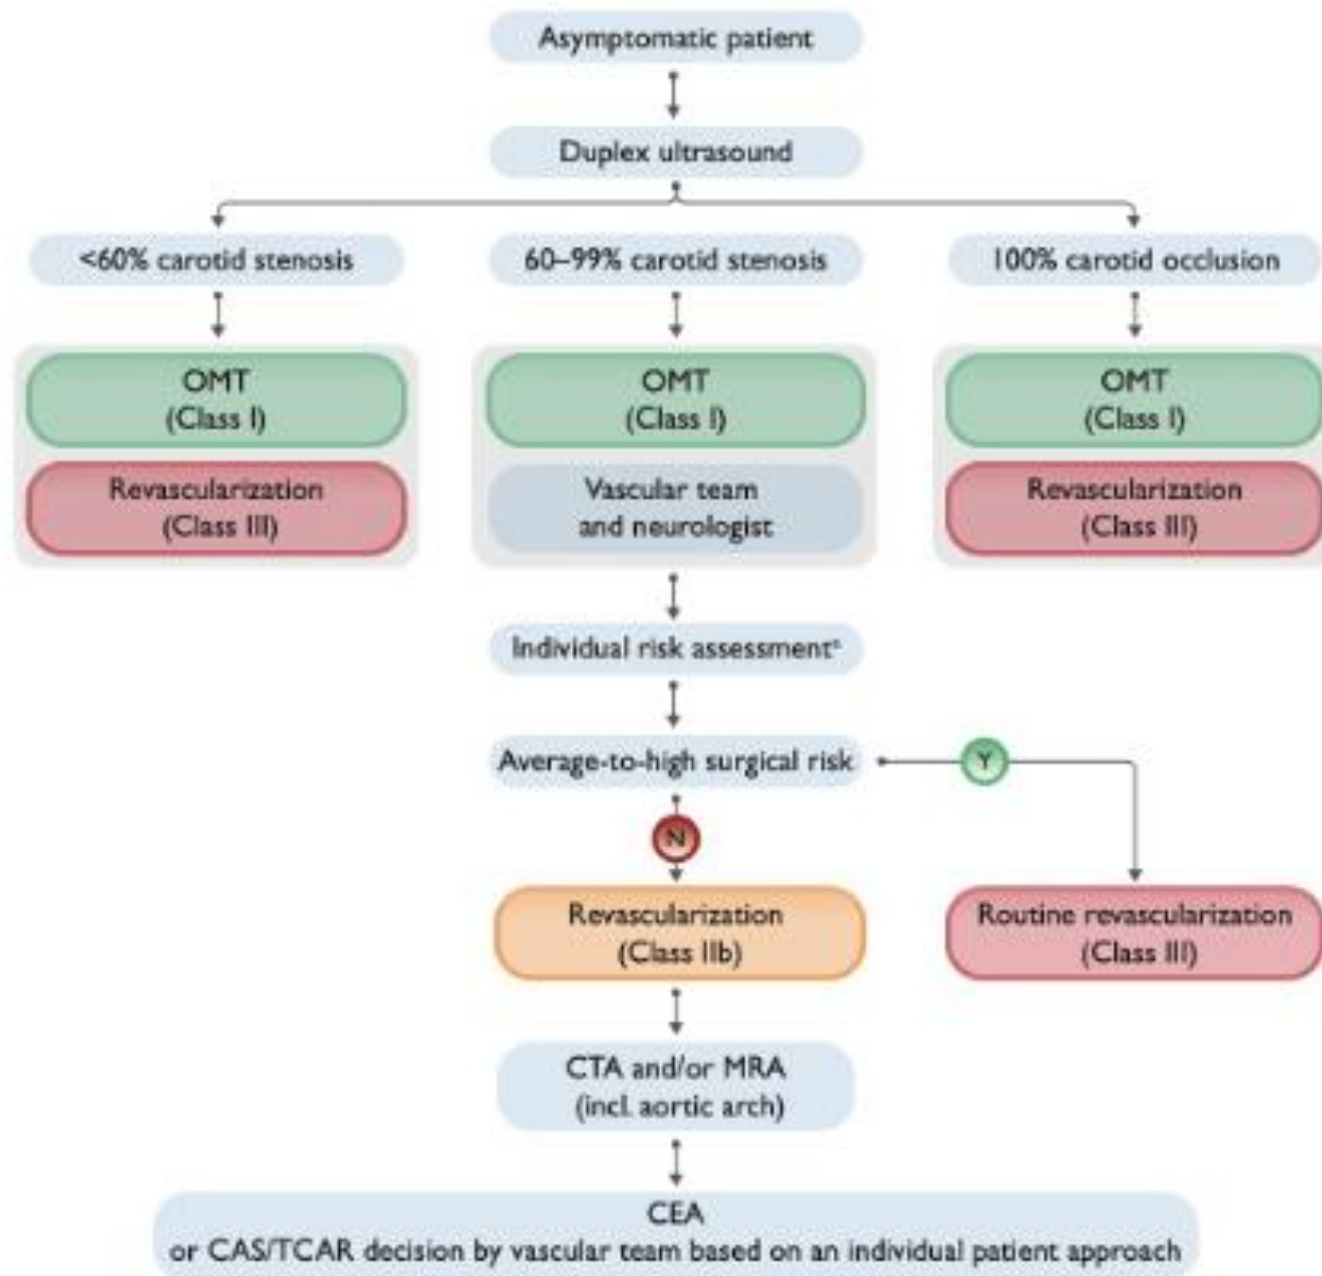 Asymptomatic patient
Duplex ultrasound
<60% carotid stenosis
60–99% carotid stenosis
100% carotid occlusion
OMT
(Class I)
Revascularization
(Class III)
OMT
(Class I)
Vascular team
and neurologist
OMT
(Class I)
Revascularization
(Class III)
Individual risk assessmentᵃ
Average-to-high surgical risk
Y
N
Revascularization
(Class IIb)
Routine revascularization
(Class III)
CTA and/or MRA
(incl. aortic arch)
CEA
or CAS/TCAR decision by vascular team based on an individual patient approach